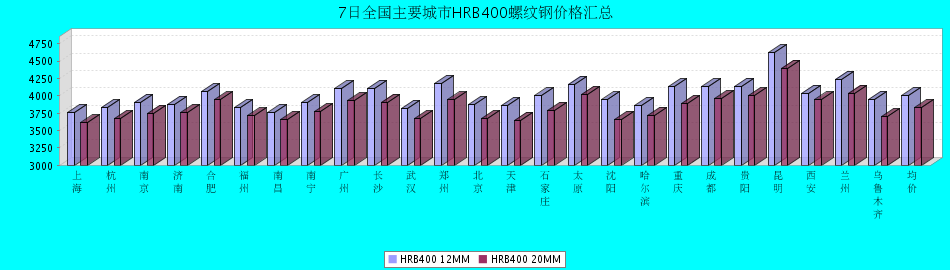 7日全国主要城市HRB400螺纹钢价格汇总
4750
4500
4250
4000
3750
3500
3250
3000
上海
杭州
南京
济南
合肥
福州
南昌
南宁
广州
长沙
武汉
郑州
北京
天津
石家庄
太原
沈阳
哈尔滨
重庆
成都
贵阳
昆明
西安
兰州
乌鲁木齐
均价
HRB400 12MM HRB400 20MM